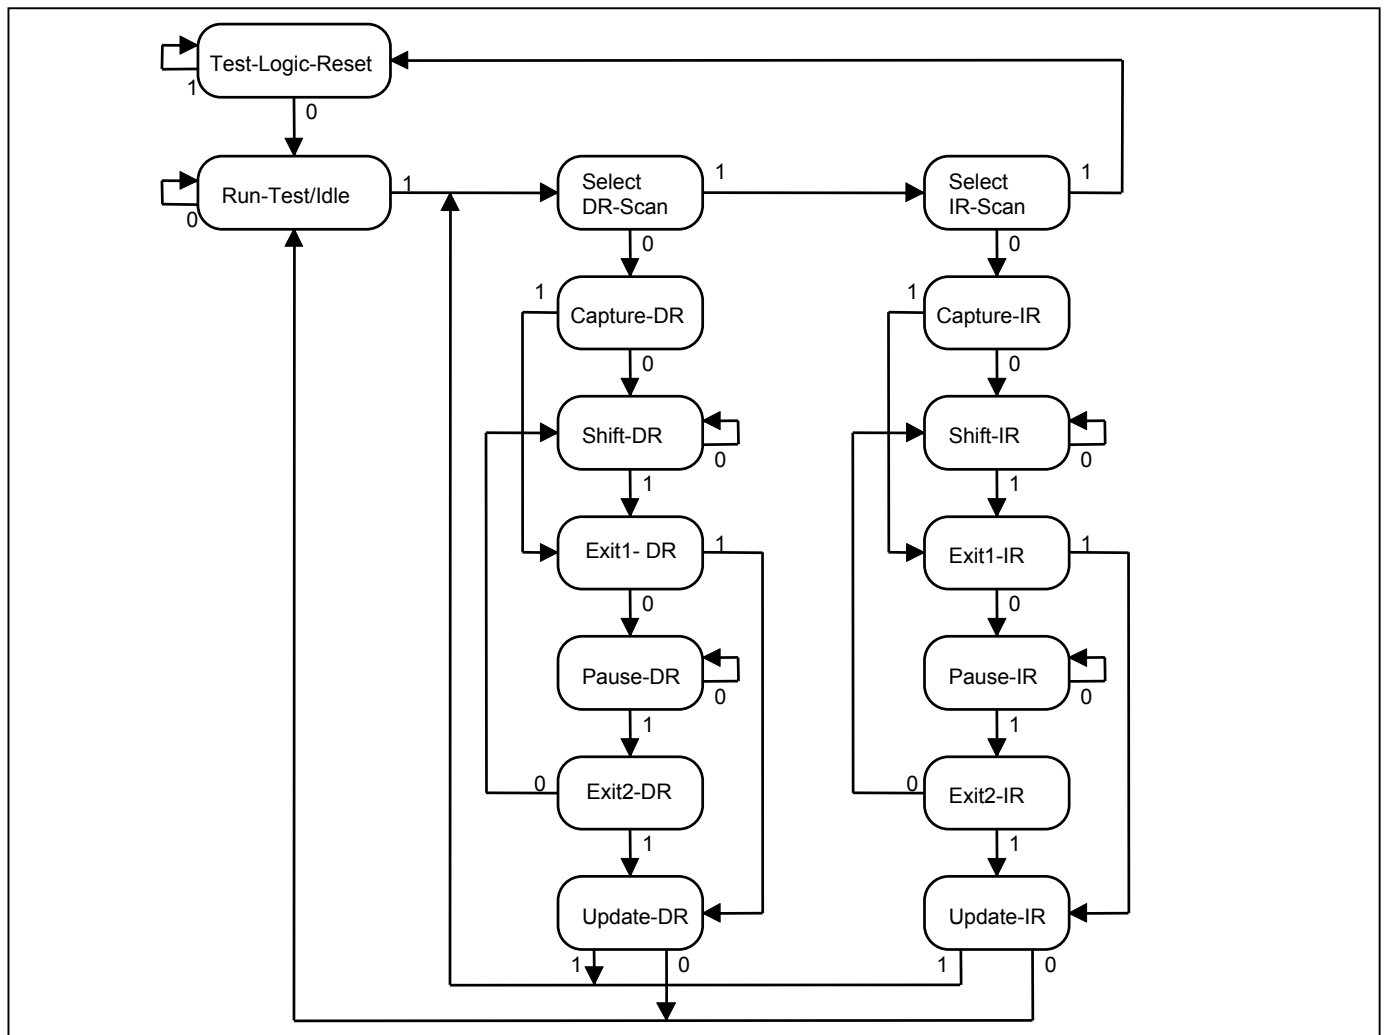 Test-Logic-Reset
1
0
Run-Test/Idle
0
1
Select
DR-Scan
1
0
Select
IR-Scan
1
0
1
Capture-DR
0
1
Capture-IR
0
Shift-DR
0
1
Shift-IR
0
1
Exit1- DR
1
0
Exit1-IR
1
0
Pause-DR
0
1
Pause-IR
0
1
0
Exit2-DR
1
0
Exit2-IR
1
Update-DR
1
0
Update-IR
1
0